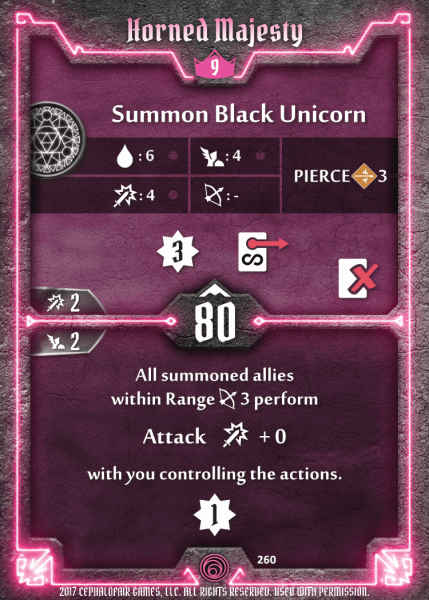 Horned Majesty
9
Summon Black Unicorn
: 6
: 4
PIERCE 3
: 4
: -
3
S
2
80
2
All summoned allies
within Range 3 perform
Attack + 0
with you controlling the actions.
1
260
2017 CEPHALOFAIR GAMES, LLC. ALL RIGHTS RESERVED. USED WITH PERMISSION.